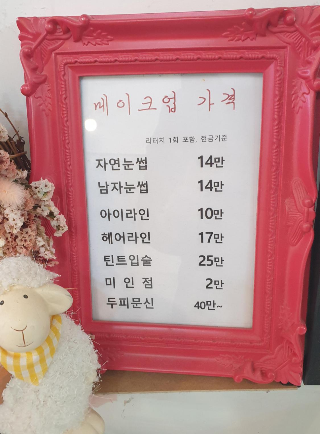 메이크업 가격
리터치 1회 포함, 현금기준
자연눈썹 14만
남자눈썹 14만
아이라인 10만
헤어라인 17만
틴트입술 25만
미 인 점 2만
두피문신 40만~